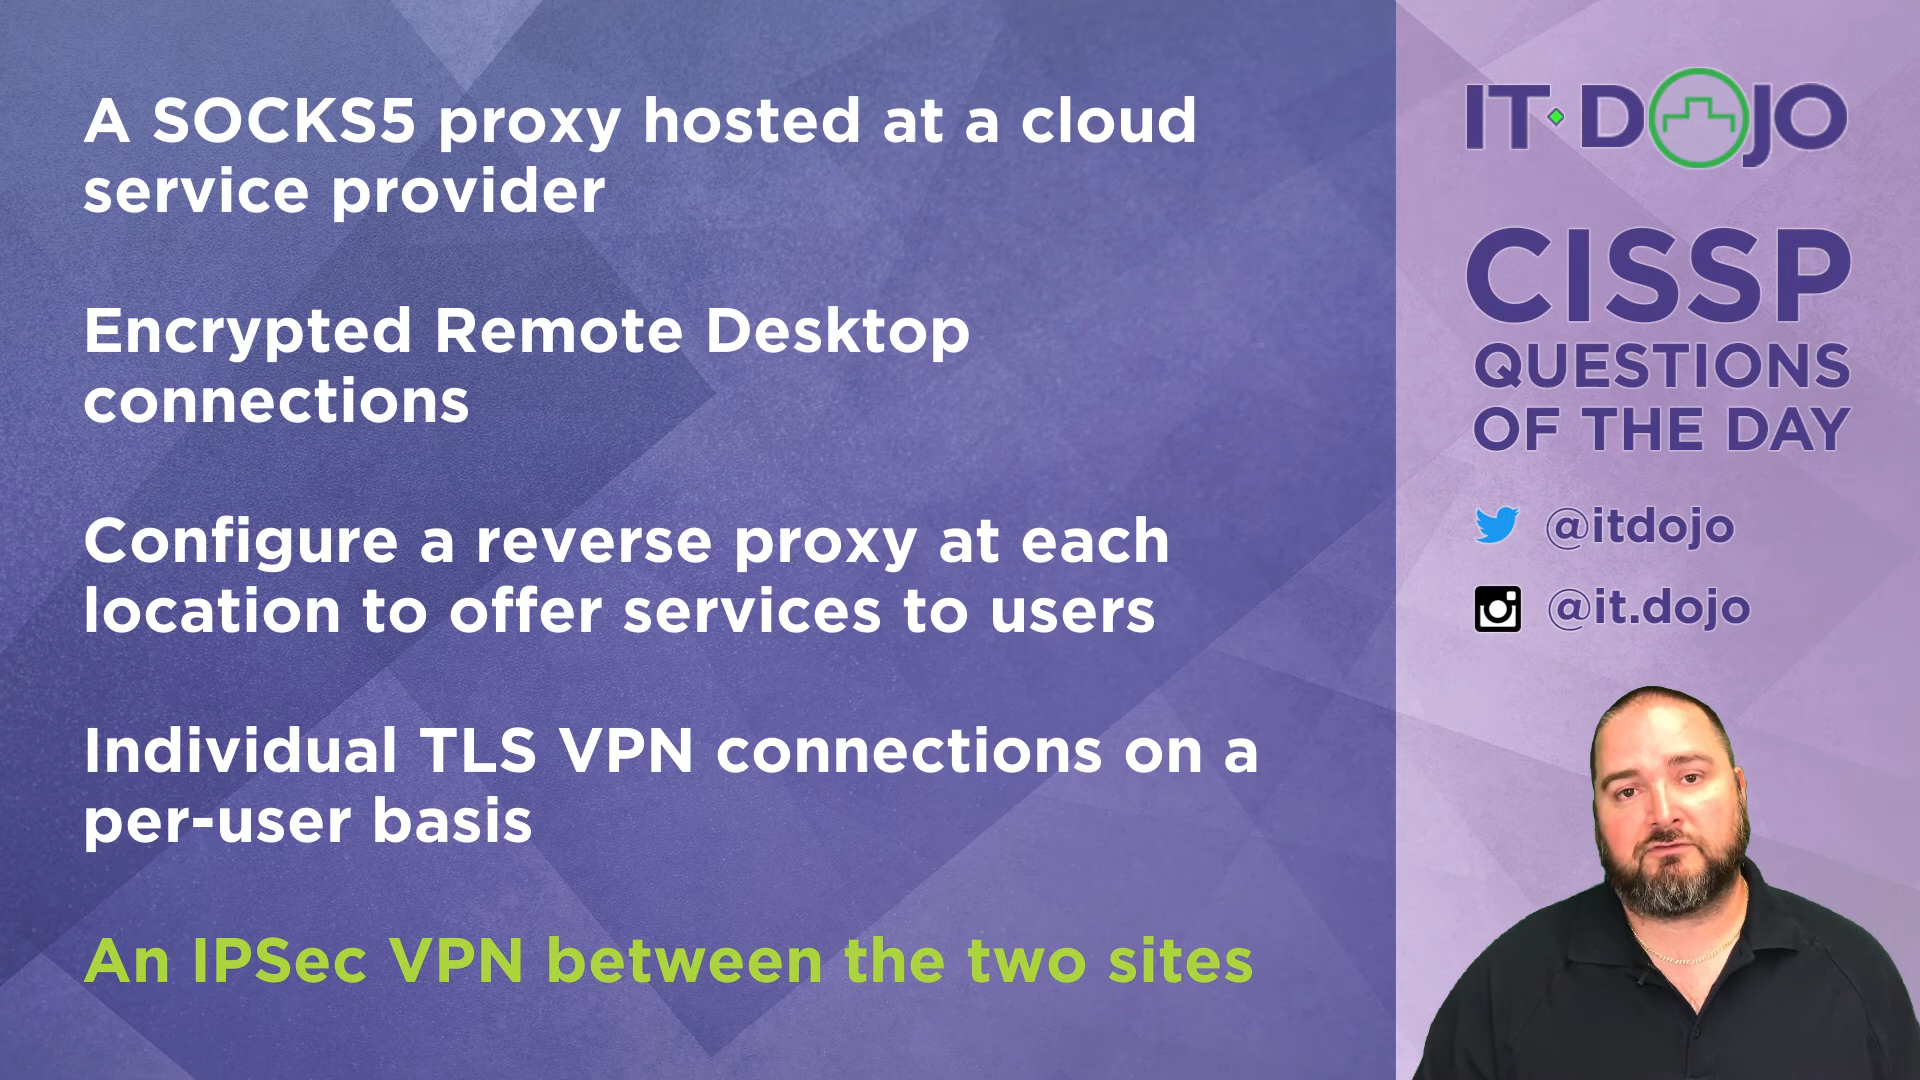 A SOCKS5 proxy hosted at a cloud
service provider
Encrypted Remote Desktop
connections
Configure a reverse proxy at each
location to offer services to users
Individual TLS VPN connections on a
per-user basis
An IPSec VPN between the two sites
IT DOJO
CISSP
QUESTIONS
OF THE DAY
@itdojo
@it.dojo